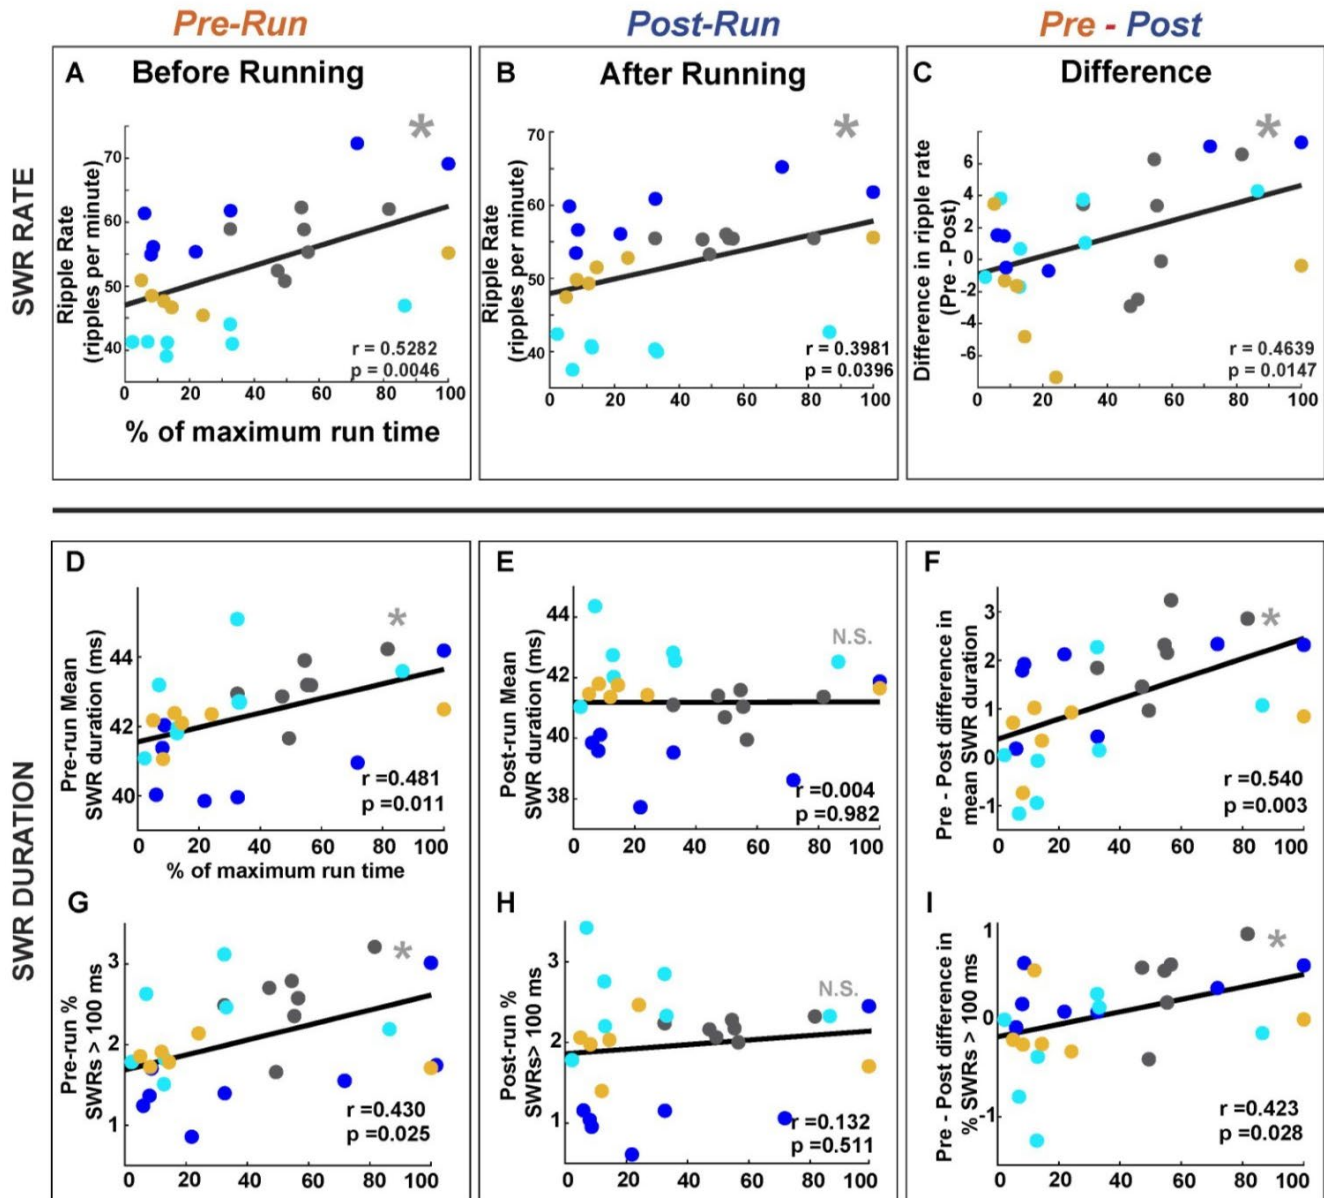 Pre-Run
Post-Run
Pre - Post
SWR RATE
A Before Running
70
60
50
40
Ripple Rate
(ripples per minute)
*
r = 0.5282
p = 0.0046
0 20 40 60 80 100
% of maximum run time
B After Running
70
60
50
40
Ripple Rate
(ripples per minute)
*
r = 0.3981
p = 0.0396
0 20 40 60 80 100
C Difference
6
4
2
0
-2
-4
-6
Difference in ripple rate
(Pre - Post)
*
r = 0.4639
p = 0.0147
0 20 40 60 80 100
SWR DURATION
D
44
42
40
Pre-run Mean
SWR duration (ms)
*
r =0.481
p =0.011
0 20 40 60 80 100
% of maximum run time
E
44
42
40
38
Post-run Mean
SWR duration (ms)
N.S.
r =0.004
p =0.982
0 20 40 60 80 100
F
3
2
1
0
-1
Pre - Post difference in
mean SWR duration
*
r =0.540
p =0.003
0 20 40 60 80 100
G
3
2
1
Pre-run %
SWRs > 100 ms
*
r =0.430
p =0.025
0 20 40 60 80 100
H
3
2
1
Post-run %
SWRs> 100 ms
N.S.
r =0.132
p =0.511
0 20 40 60 80 100
I
1
0
-1
Pre - Post difference in
% SWRs > 100 ms
*
r =0.423
p =0.028
0 20 40 60 80 100